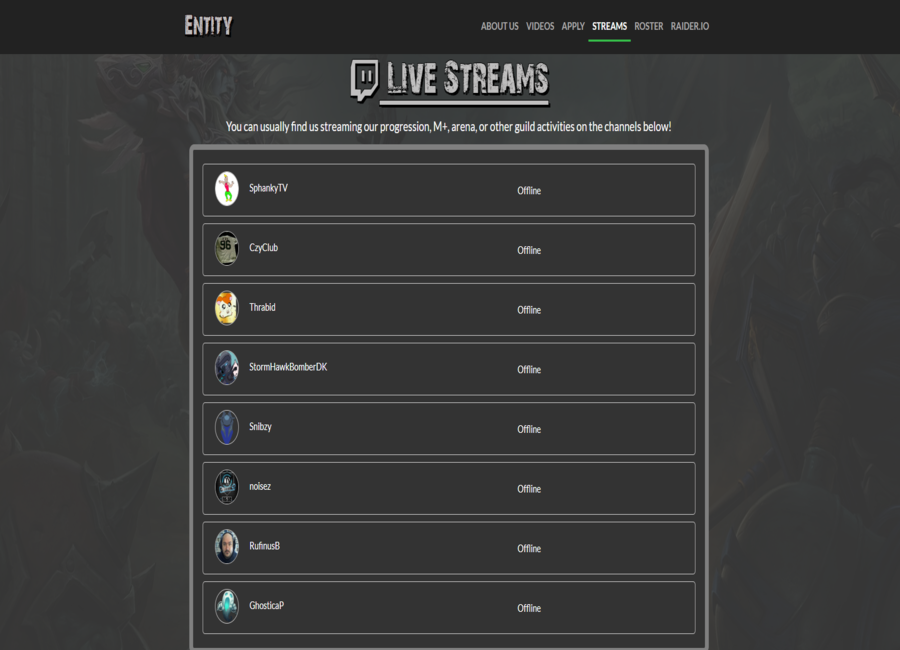 Entity
ABOUT US VIDEOS APPLY STREAMS ROSTER RAIDER.IO
Live Streams
You can usually find us streaming our progression, M+, arena, or other guild activities on the channels below!
SphankyTV Offline
96
CzyClub Offline
Thrabid Offline
StormHawkBomberDK Offline
Snibzy Offline
noisez Offline
RufinusB Offline
GhosticaP Offline